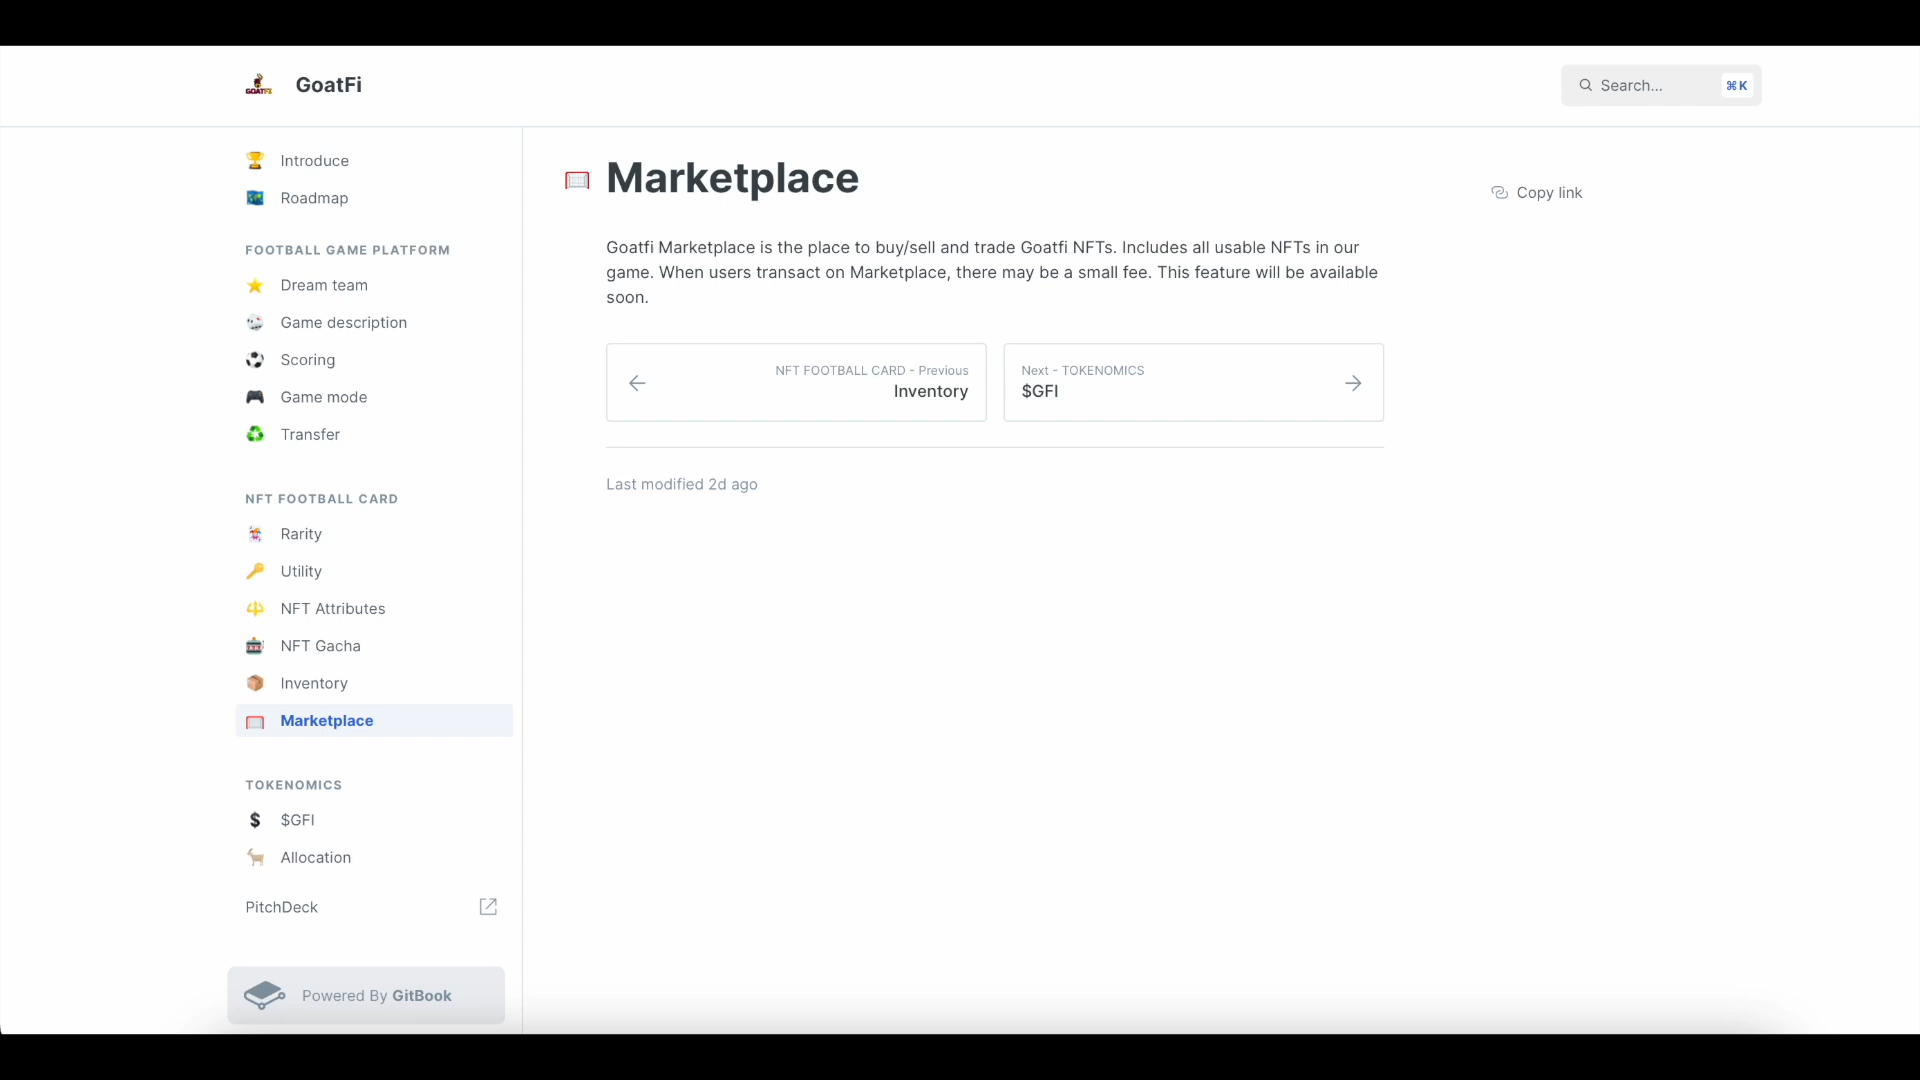 GOATFI
GoatFi
Search...
⌘K
Introduce
Roadmap
FOOTBALL GAME PLATFORM
Dream team
Game description
Scoring
Game mode
Transfer
NFT FOOTBALL CARD
Rarity
Utility
NFT Attributes
NFT Gacha
Inventory
Marketplace
TOKENOMICS
$GFI
Allocation
PitchDeck
Powered By GitBook
Marketplace
Copy link
Goatfi Marketplace is the place to buy/sell and trade Goatfi NFTs. Includes all usable NFTs in our
game. When users transact on Marketplace, there may be a small fee. This feature will be available
soon.
NFT FOOTBALL CARD - Previous
Inventory
Next - TOKENOMICS
$GFI
Last modified 2d ago